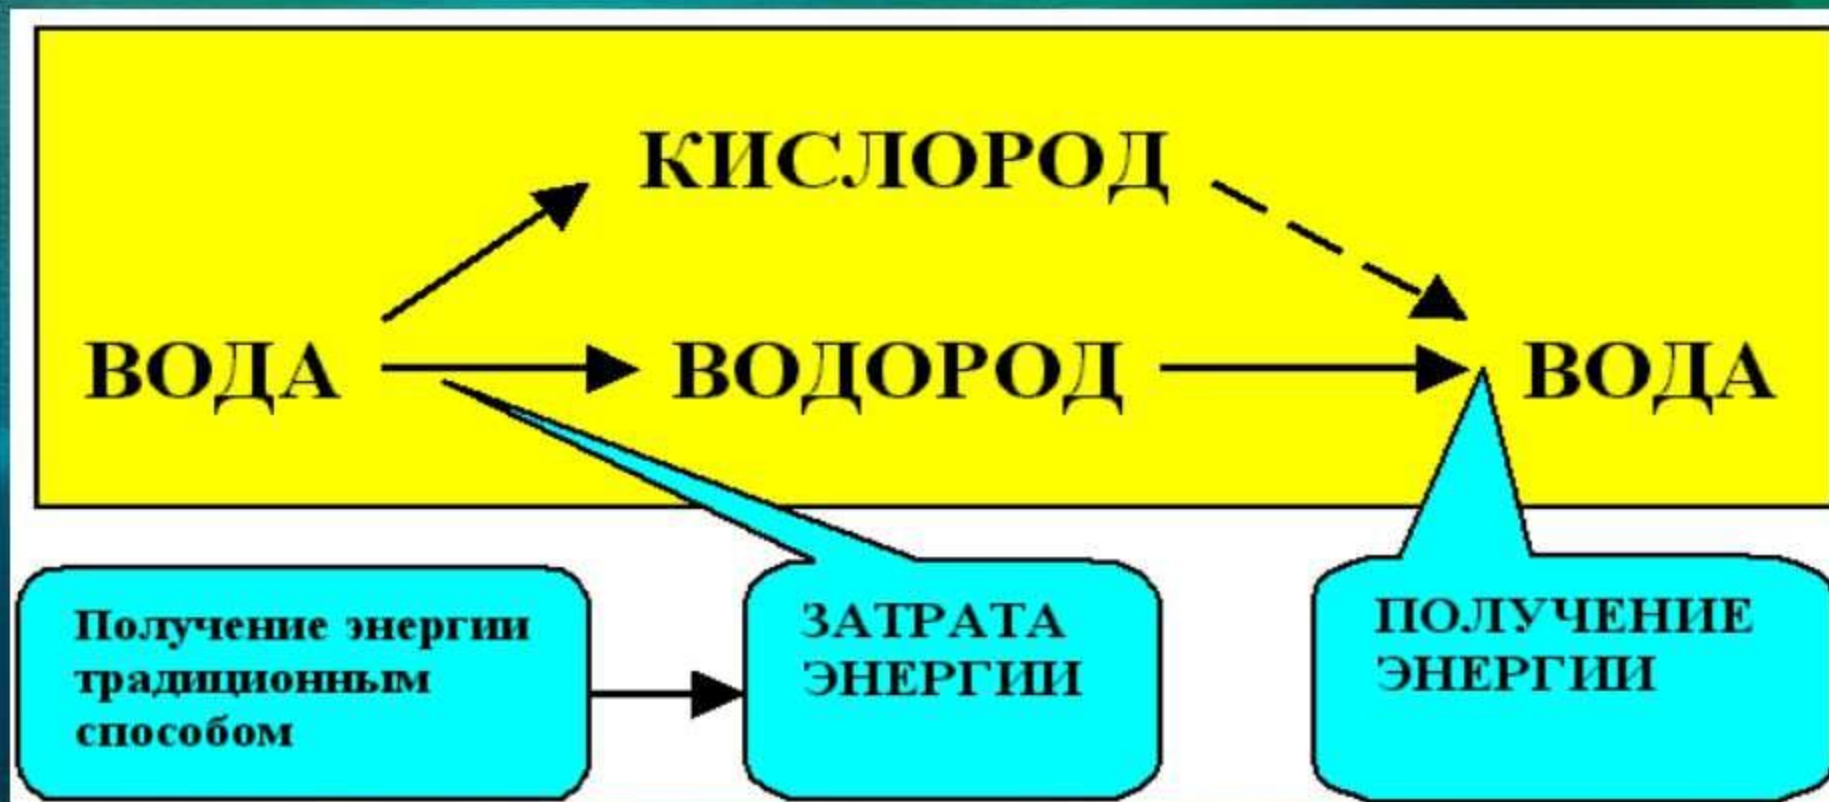 КИСЛОРОД
ВОДА ВОДОРОД ВОДА
Получение энергии
традиционным
способом
ЗАТРАТА
ЭНЕРГИИ
ПОЛУЧЕНИЕ
ЭНЕРГИИ